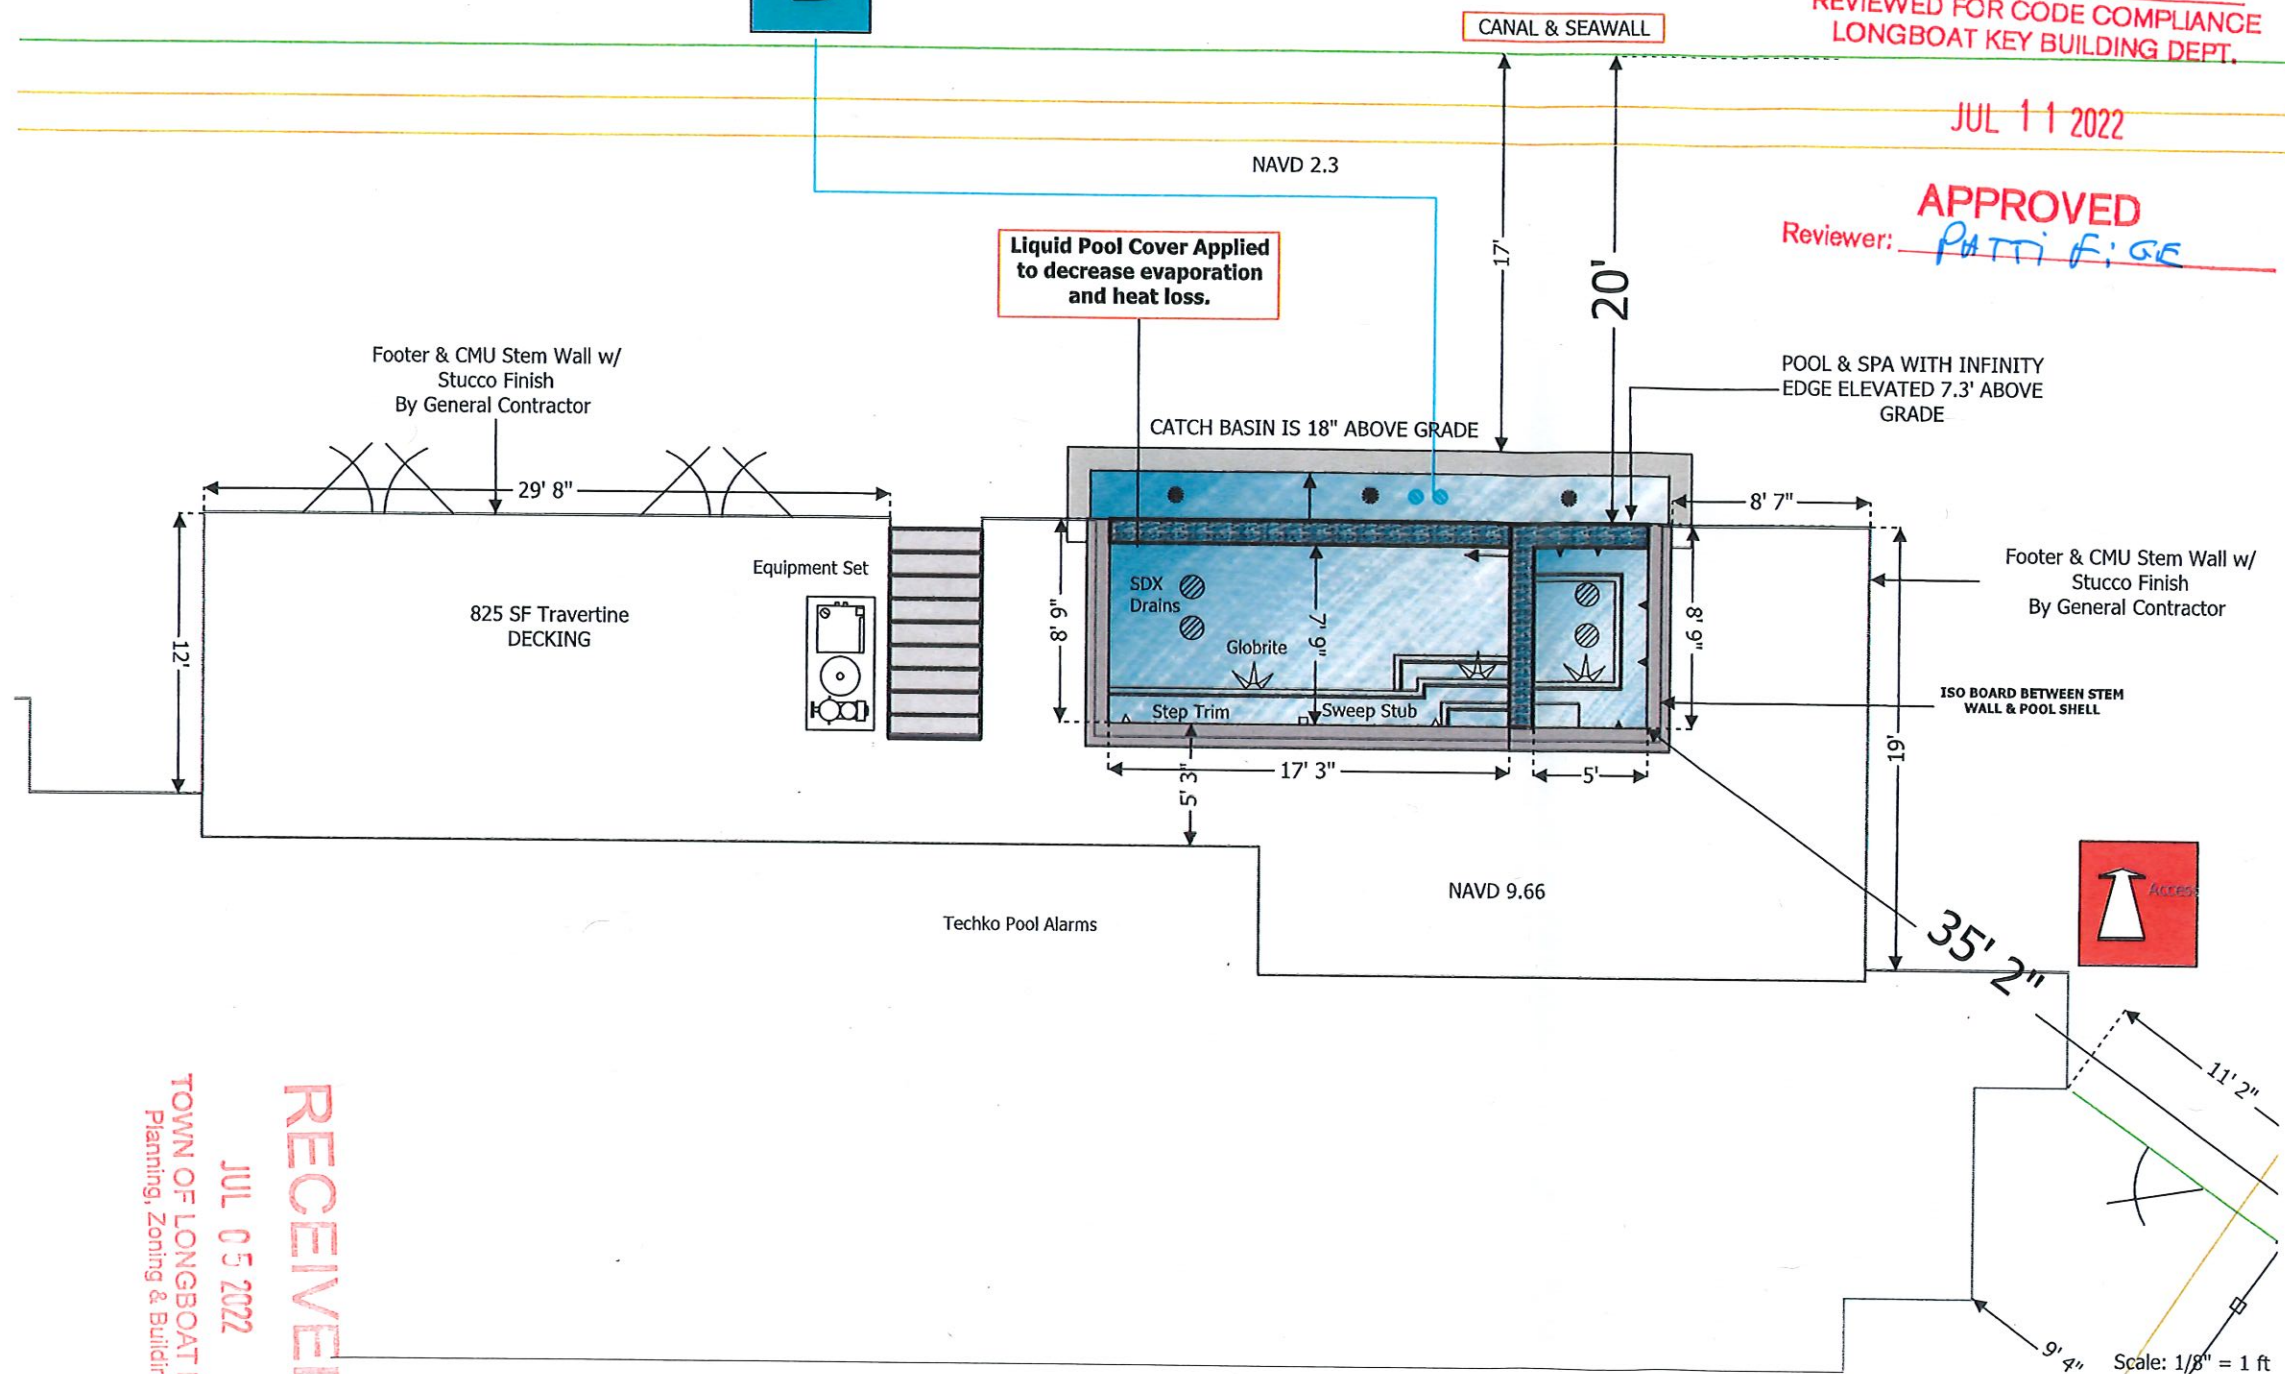 CANAL & SEAWALL
REVIEWED FOR CODE COMPLIANCE
LONGBOAT KEY BUILDING DEPT.
JUL 11 2022
NAVD 2.3
APPROVED
Reviewer: PATTI FIGE
Liquid Pool Cover Applied
to decrease evaporation
and heat loss.
17'
20'
Footer & CMU Stem Wall w/
Stucco Finish
By General Contractor
POOL & SPA WITH INFINITY
EDGE ELEVATED 7.3' ABOVE
GRADE
CATCH BASIN IS 18" ABOVE GRADE
29' 8"
8' 7"
Equipment Set
825 SF Travertine
DECKING
12'
8' 9"
SDX
Drains
7' 9"
Globrite
Step Trim
Sweep Stub
8' 9"
Footer & CMU Stem Wall w/
Stucco Finish
By General Contractor
ISO BOARD BETWEEN STEM
WALL & POOL SHELL
17' 3"
5'
5' 3"
19'
NAVD 9.66
Techko Pool Alarms
Access
35' 2"
11' 2"
9' 4"
Scale: 1/8" = 1 ft
RECEIVE
JUL 05 2022
TOWN OF LONGBOAT
Planning, Zoning &